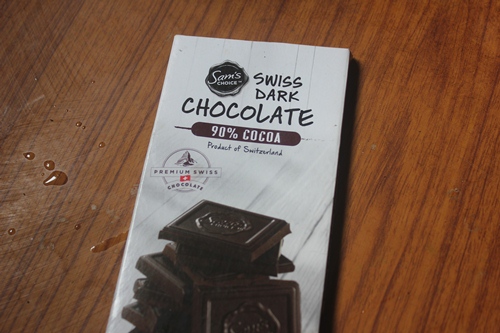 Sam's
CHOICE
SWISS
DARK
CHOCOLATE
90% COCOA
Product of Switzerland
PREMIUM SWISS
CHOCOLATE